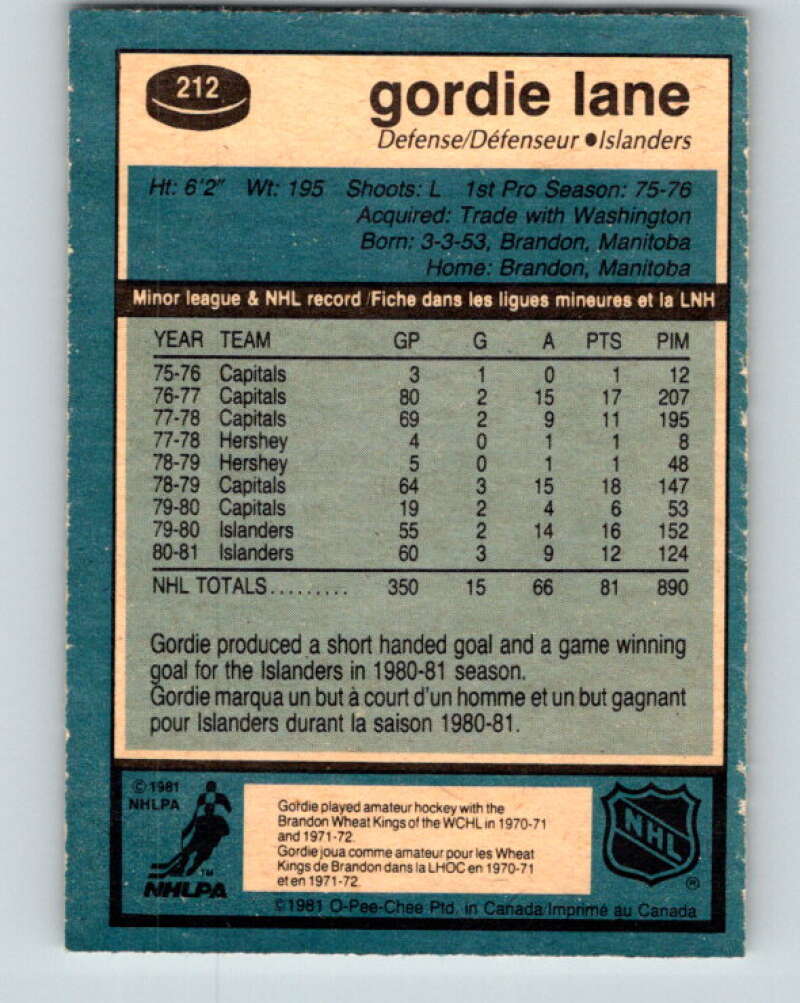 212
gordie lane
Defense/Défenseur ●Islanders
Ht: 6'2" Wt: 195 Shoots: L 1st Pro Season: 75-76
Acquired: Trade with Washington
Born: 3-3-53, Brandon, Manitoba
Home: Brandon, Manitoba
Minor league & NHL record /Fiche dans les ligues mineures et la LNH
YEAR TEAM GP G A PTS PIM
75-76 Capitals 3 1 0 1 12
76-77 Capitals 80 2 15 17 207
77-78 Capitals 69 2 9 11 195
77-78 Hershey 4 0 1 1 8
78-79 Hershey 5 0 1 1 48
78-79 Capitals 64 3 15 18 147
79-80 Capitals 19 2 4 6 53
79-80 Islanders 55 2 14 16 152
80-81 Islanders 60 3 9 12 124
NHL TOTALS......... 350 15 66 81 890
Gordie produced a short handed goal and a game winning
goal for the Islanders in 1980-81 season.
Gordie marqua un but à court d'un homme et un but gagnant
pour Islanders durant la saison 1980-81.
© 1981
NHLPA
TM
NHLPA
Gordie played amateur hockey with the
Brandon Wheat Kings of the WCHL in 1970-71
and 1971-72.
Gordie joua comme amateur pour les Wheat
Kings de Brandon dans la LHOC en 1970-71
et en 1971-72.
NHL
®
©1981 O-Pee-Chee Ptd. in Canada/Imprimé au Canada